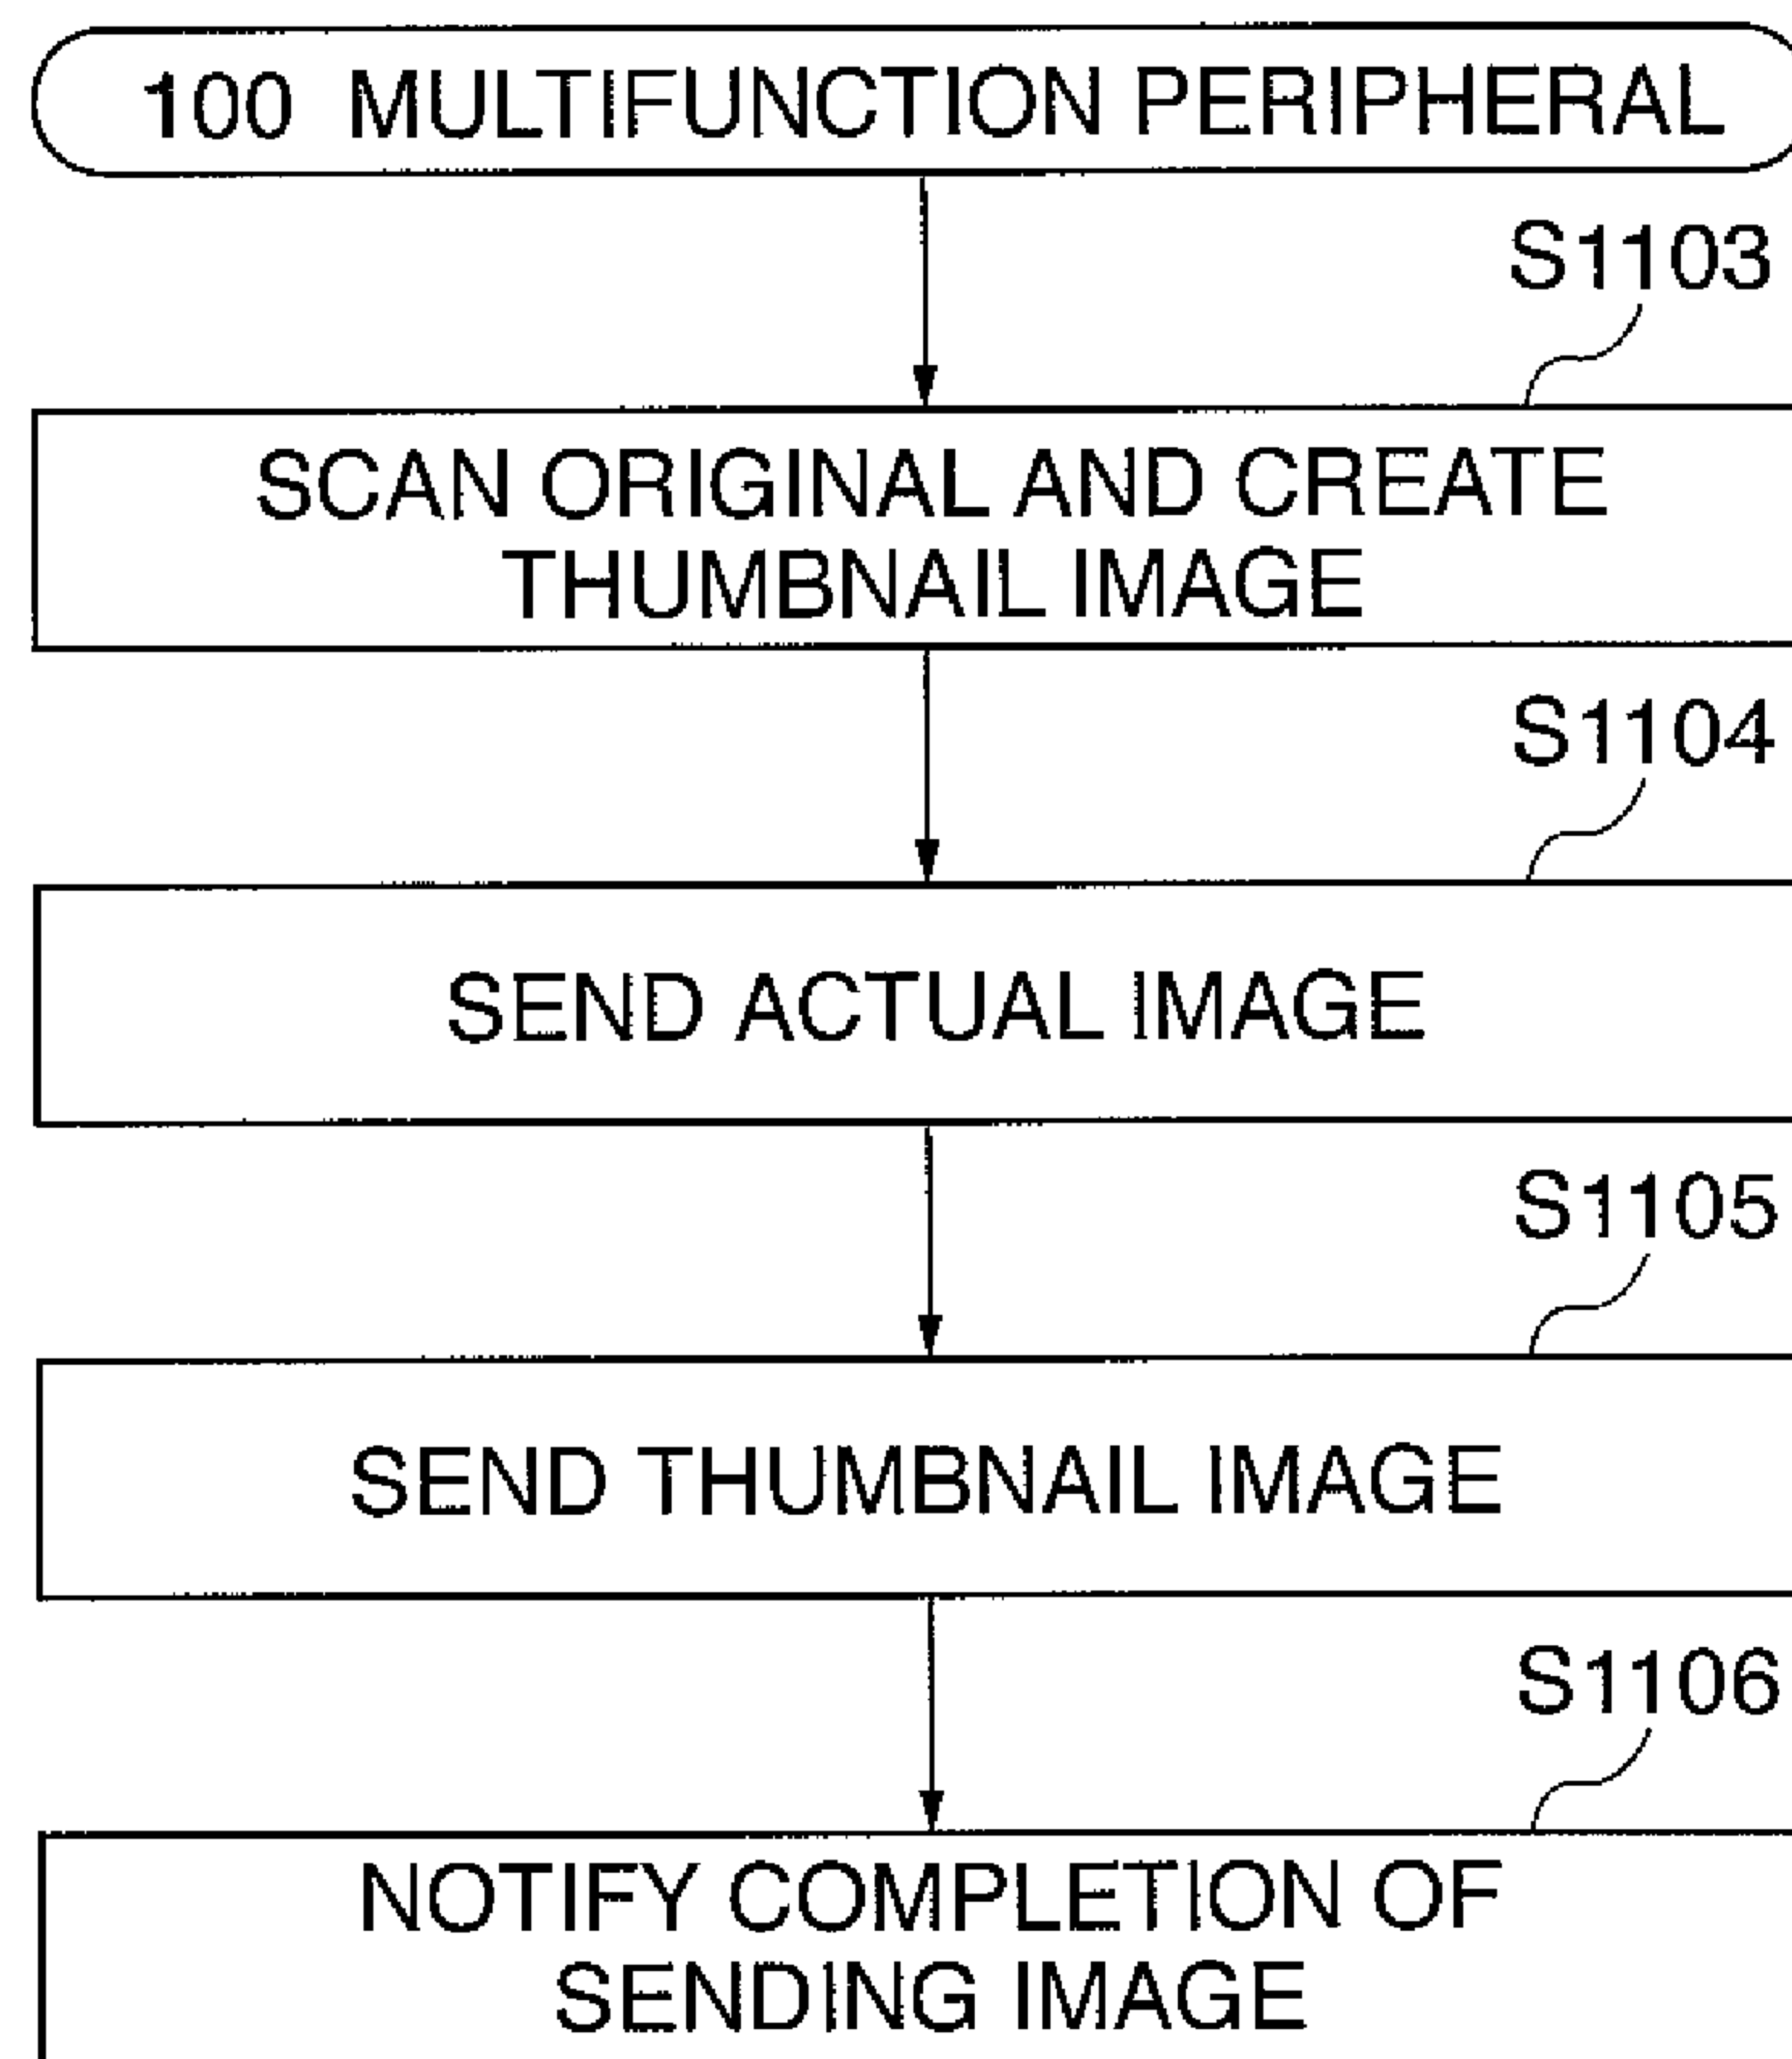 100 MULTIFUNCTION PERIPHERAL
S1103
SCAN ORIGINAL AND CREATE
THUMBNAIL IMAGE
S1104
SEND ACTUAL IMAGE
S1105
SEND THUMBNAIL IMAGE
S1106
NOTIFY COMPLETION OF
SENDING IMAGE